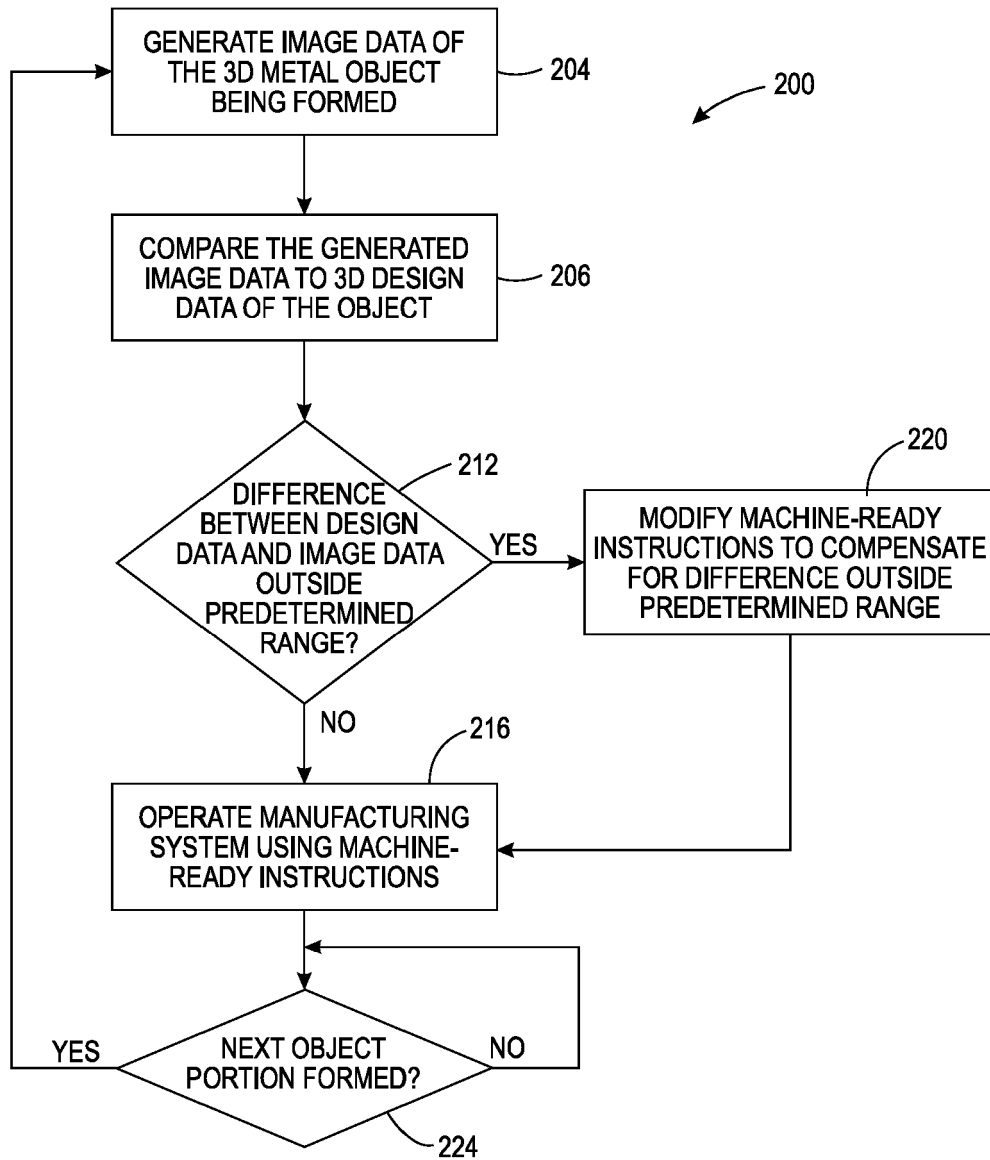 GENERATE IMAGE DATA OF
THE 3D METAL OBJECT
BEING FORMED
204
200
COMPARE THE GENERATED
IMAGE DATA TO 3D DESIGN
DATA OF THE OBJECT
206
212
DIFFERENCE
BETWEEN DESIGN
DATA AND IMAGE DATA
OUTSIDE
PREDETERMINED
RANGE?
YES
220
MODIFY MACHINE-READY
INSTRUCTIONS TO COMPENSATE
FOR DIFFERENCE OUTSIDE
PREDETERMINED RANGE
NO
216
OPERATE MANUFACTURING
SYSTEM USING MACHINE-
READY INSTRUCTIONS
YES
NEXT OBJECT
PORTION FORMED?
NO
224